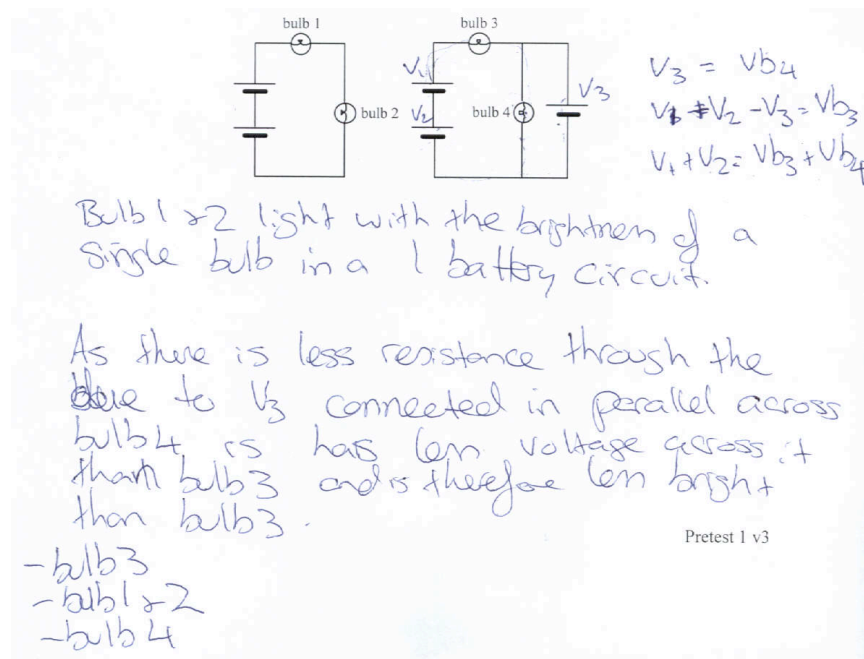 bulb 1
bulb 2
bulb 3
V1
V2
bulb 4
V3
V3 = Vb4
V1 + V2 - V3 = Vb3
V1 + V2 = Vb3 + Vb4
Bulb 1 & 2 light with the brightness of a
single bulb in a 1 battery circuit.
As there is less resistance through the
due to V3 connected in parallel across
bulb 4 is has less voltage across it
than bulb 3 and is therefore less bright
than bulb 3.
Pretest 1 v3
- bulb 3
- bulb 1 & 2
- bulb 4